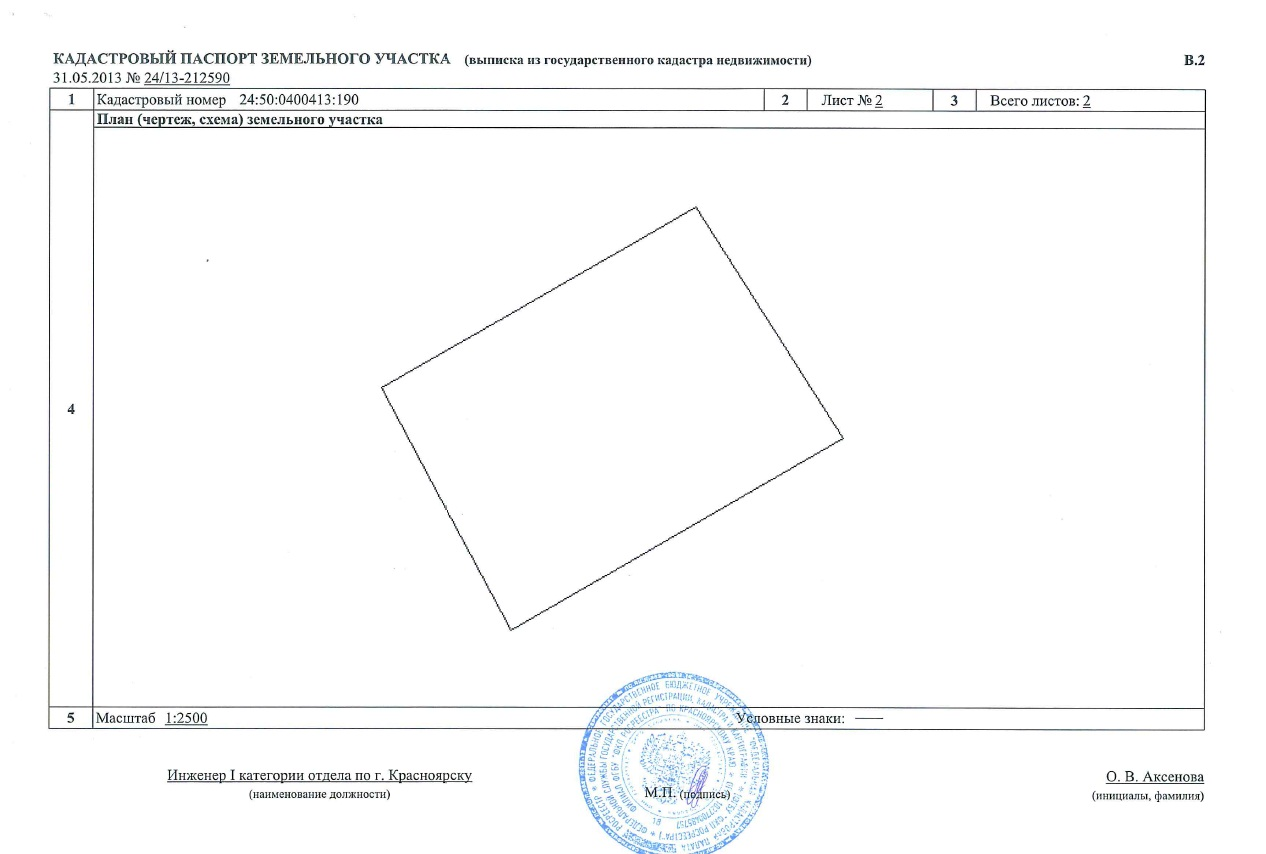 КАДАСТРОВЫЙ ПАСПОРТ ЗЕМЕЛЬНОГО УЧАСТКА (выписка из государственного кадастра недвижимости) В.2
31.05.2013 № 24/13-212590
1 Кадастровый номер 24:50:0400413:190 2 Лист № 2 3 Всего листов: 2
План (чертеж, схема) земельного участка
4
5 Масштаб 1:2500 Условные знаки:
Инженер I категории отдела по г. Красноярску О. В. Аксенова
(наименование должности) М.П. (подпись) (инициалы, фамилия)